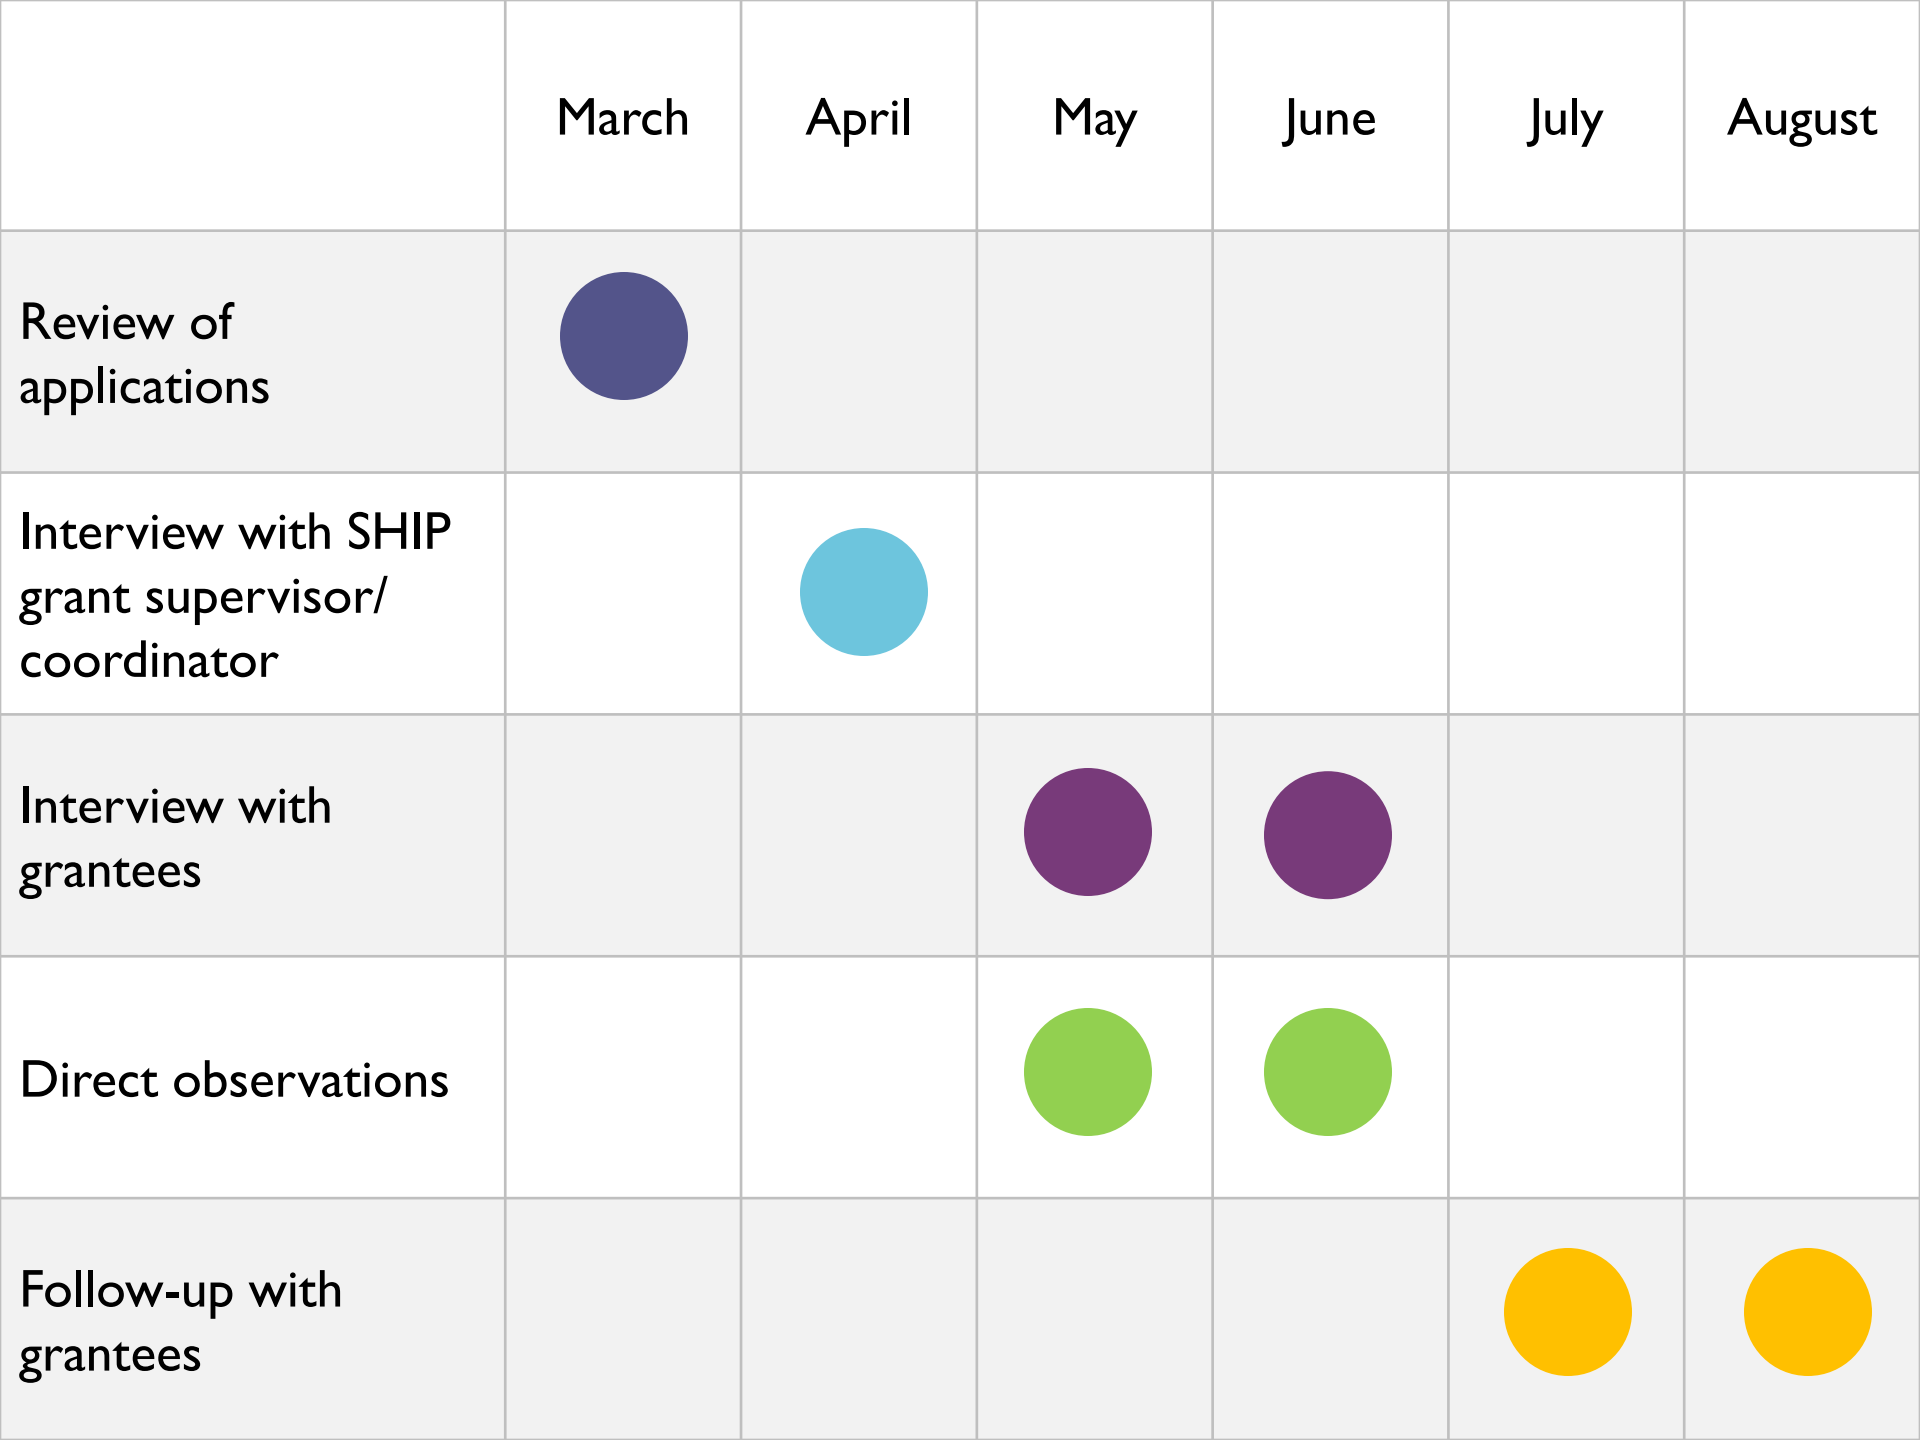 March April May June July August
Review of
applications
Interview with SHIP
grant supervisor/
coordinator
Interview with
grantees
Direct observations
Follow-up with
grantees